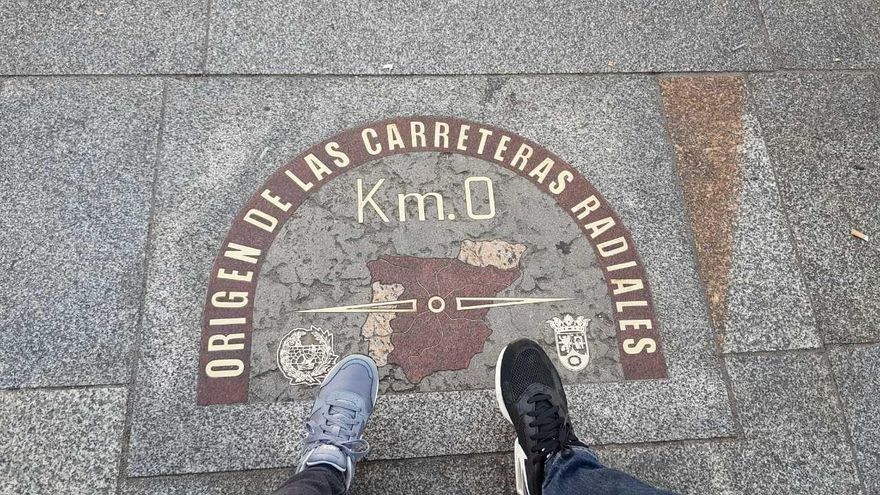 ORIGEN DE LAS CARRETERAS RADIALES
Km.0